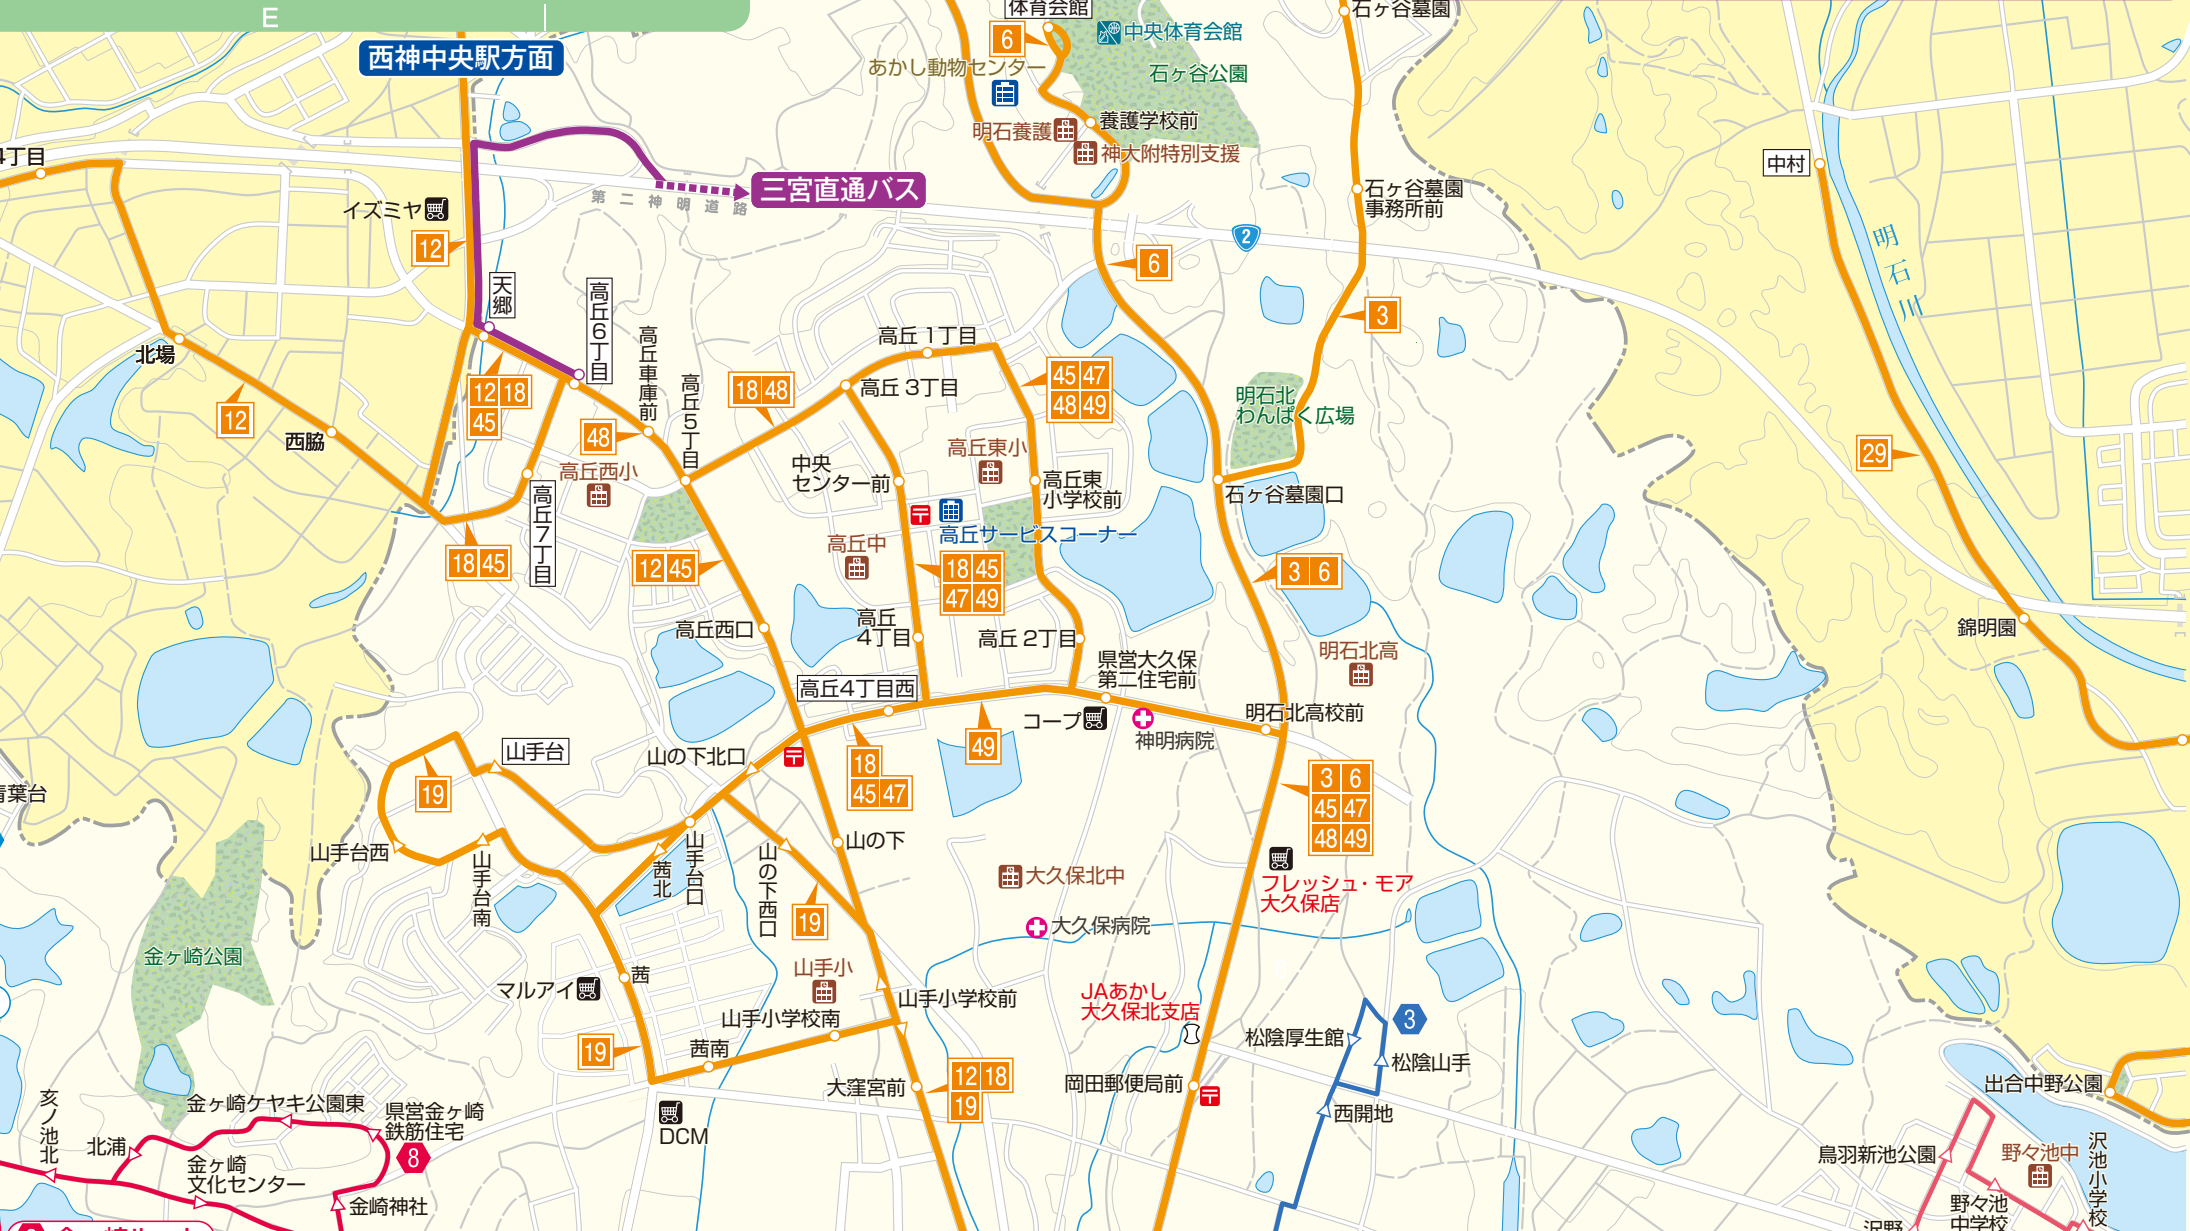 E
西神中央駅方面
体育会館
6
中央体育会館
石ヶ谷墓園
あかし動物センター
石ヶ谷公園
養護学校前
明石養護
神大附特別支援
4丁目
三宮直通バス
第二神明道路
中村
石ヶ谷墓園
事務所前
イズミヤ
12
2
明石川
6
天郷
高丘6丁目
3
高丘車庫前
高丘 1丁目
北場
高丘5丁目
18 48
高丘 3丁目
45 47
48 49
12 18
45
12
明石北
わんぱく広場
西脇
48
高丘西小
中央
センター前
高丘東小
高丘東
小学校前
石ヶ谷墓園口
29
高丘7丁目
高丘サービスコーナー
高丘中
18 45
12 45
18 45
47 49
3 6
高丘西口
高丘
4丁目
高丘 2丁目
錦明園
明石北高
県営大久保
第二住宅前
高丘4丁目西
コープ
明石北高校前
神明病院
山手台
山の下北口
49
18
45 47
3 6
45 47
48 49
19
青葉台
山手台西
山手台南
茜北
山手台口
山の下西口
山の下
大久保北中
フレッシュ・モア
大久保店
19
大久保病院
金ヶ崎公園
茜
マルアイ
山手小
山手小学校前
JAあかし
大久保北支店
山手小学校南
3
松陰厚生館
松陰山手
19
茜南
大窪宮前
12 18
19
岡田郵便局前
出合中野公園
亥ノ池北
金ヶ崎ケヤキ公園東
県営金ヶ崎
鉄筋住宅
西開地
DCM
北浦
8
金ヶ崎
文化センター
鳥羽新池公園
野々池中
沢池小学校
金崎神社
野々池
中学校
沢野